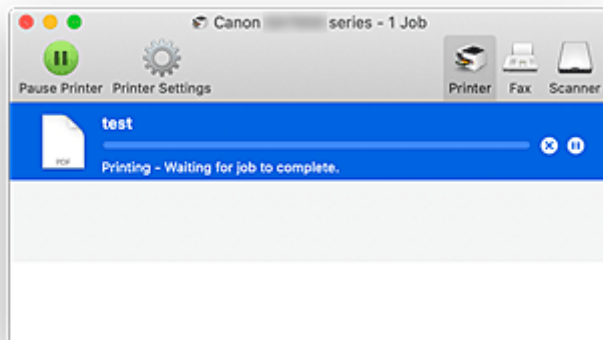 Canon series - 1 Job
Pause Printer Printer Settings Printer Fax Scanner
test
PDF
Printing - Waiting for job to complete.